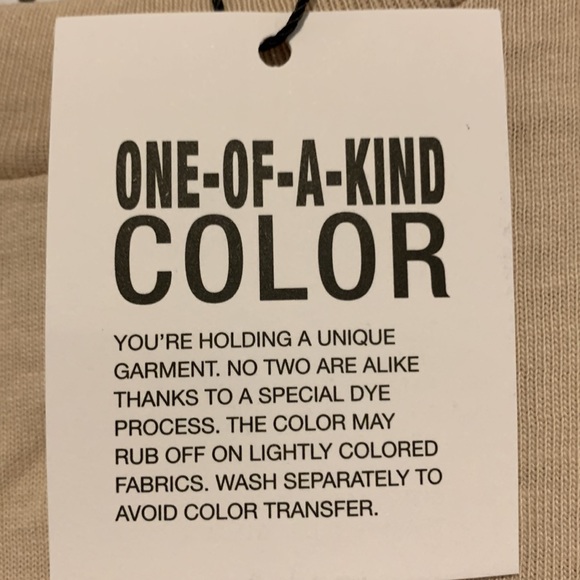 ONE-OF-A-KIND
COLOR
YOU'RE HOLDING A UNIQUE
GARMENT. NO TWO ARE ALIKE
THANKS TO A SPECIAL DYE
PROCESS. THE COLOR MAY
RUB OFF ON LIGHTLY COLORED
FABRICS. WASH SEPARATELY TO
AVOID COLOR TRANSFER.